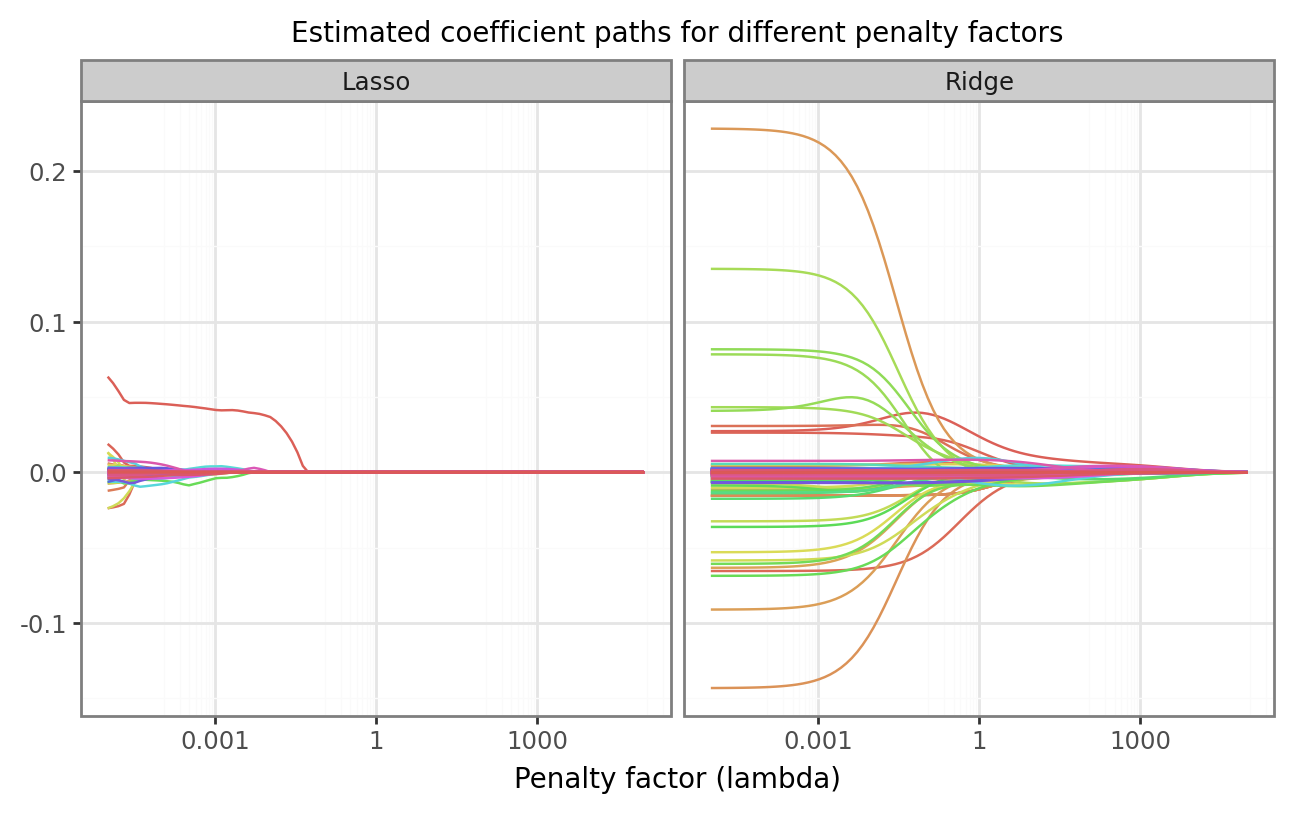 Estimated coefficient paths for different penalty factors
Lasso
Ridge
0.2
0.1
0.0
-0.1
0.001
1
1000
0.001
1
1000
Penalty factor (lambda)